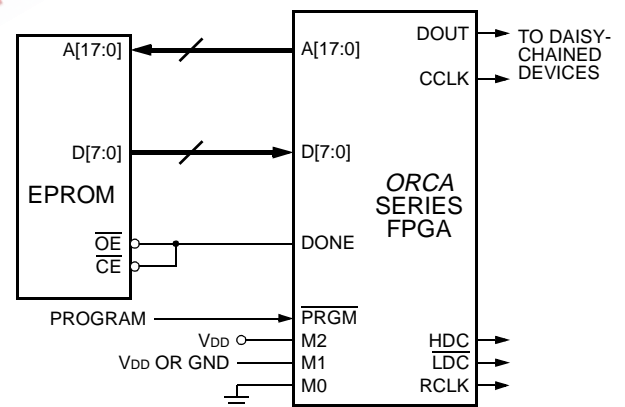 DOUT
TO DAISY-
CHAINED
DEVICES
A[17:0]
A[17:0]
CCLK
D[7:0]
D[7:0]
EPROM
ORCA
SERIES
FPGA
OE
CE
DONE
PROGRAM
PRGM
VDD
M2
HDC
VDD OR GND
M1
LDC
M0
RCLK